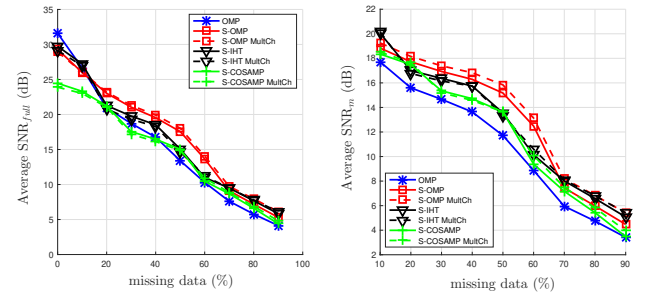 35
30
25
20
15
10
5
0
0 20 40 60 80 100
Average SNR_full (dB)
missing data (%)
OMP
S-OMP
S-OMP MultCh
S-IHT
S-IHT MultCh
S-COSAMP
S-COSAMP MultCh
22
20
18
16
14
12
10
8
6
4
2
10 20 30 40 50 60 70 80 90
Average SNR_m (dB)
missing data (%)
OMP
S-OMP
S-OMP MultCh
S-IHT
S-IHT MultCh
S-COSAMP
S-COSAMP MultCh